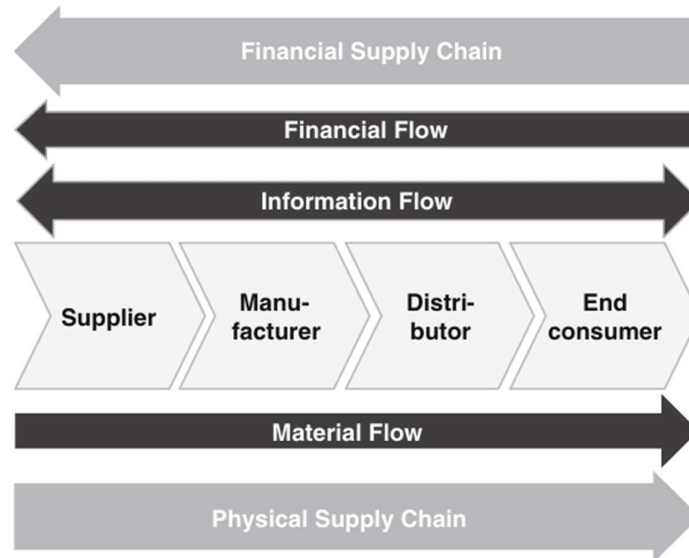 Financial Supply Chain
Financial Flow
Information Flow
Supplier
Manu-
facturer
Distri-
butor
End
consumer
Material Flow
Physical Supply Chain